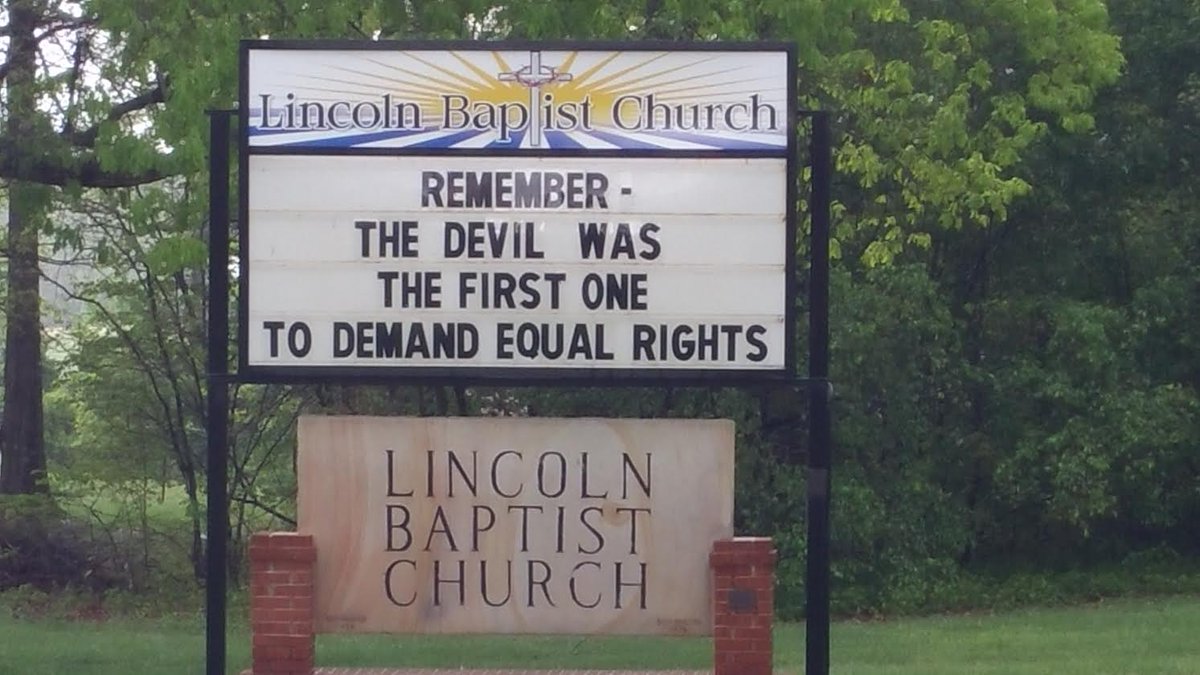 Lincoln Baptist Church
REMEMBER -
THE DEVIL WAS
THE FIRST ONE
TO DEMAND EQUAL RIGHTS
LINCOLN
BAPTIST
CHURCH